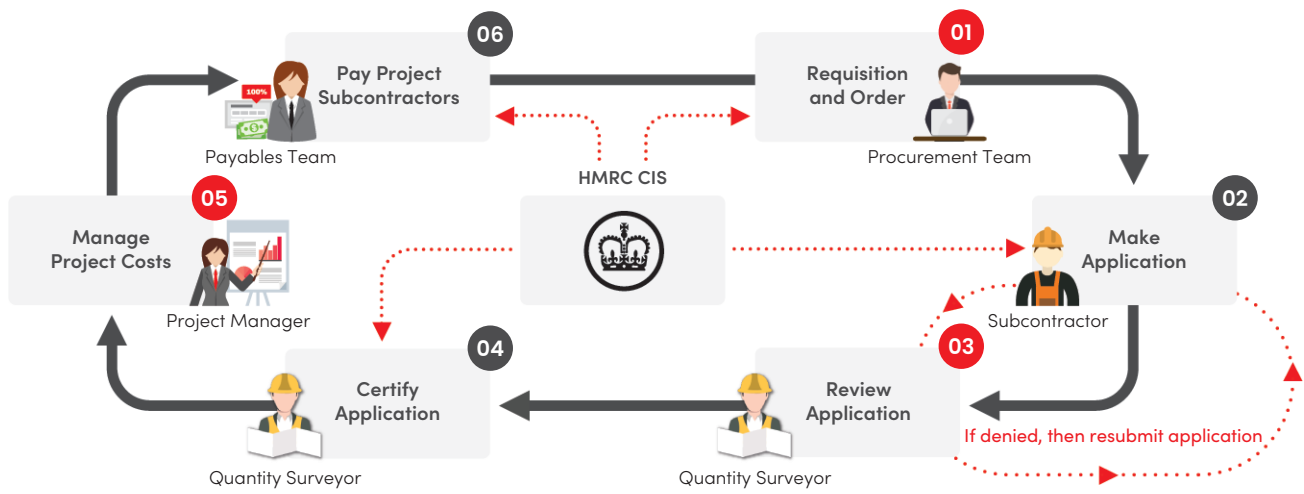 01
Requisition
and Order
Procurement Team
02
Make
Application
Subcontractor
03
Review
Application
Quantity Surveyor
If denied, then resubmit application
04
Certify
Application
Quantity Surveyor
05
Manage
Project Costs
Project Manager
06
Pay Project
Subcontractors
100%
$
Payables Team
HMRC CIS